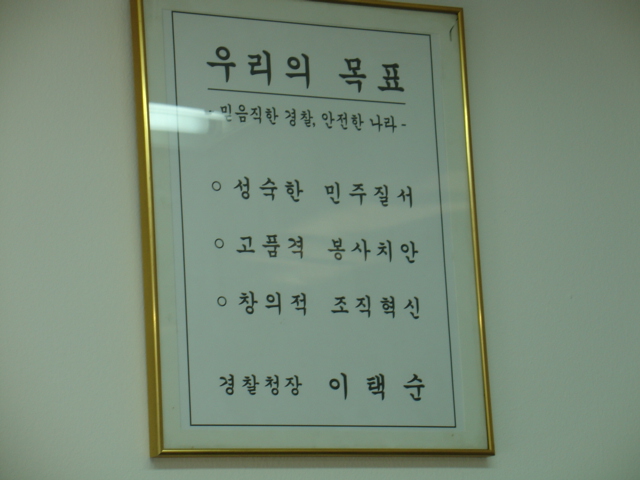 우리의 목표
- 믿음직한 경찰, 안전한 나라 -
○ 성숙한 민주질서
○ 고품격 봉사치안
○ 창의적 조직혁신
경찰청장 이택순